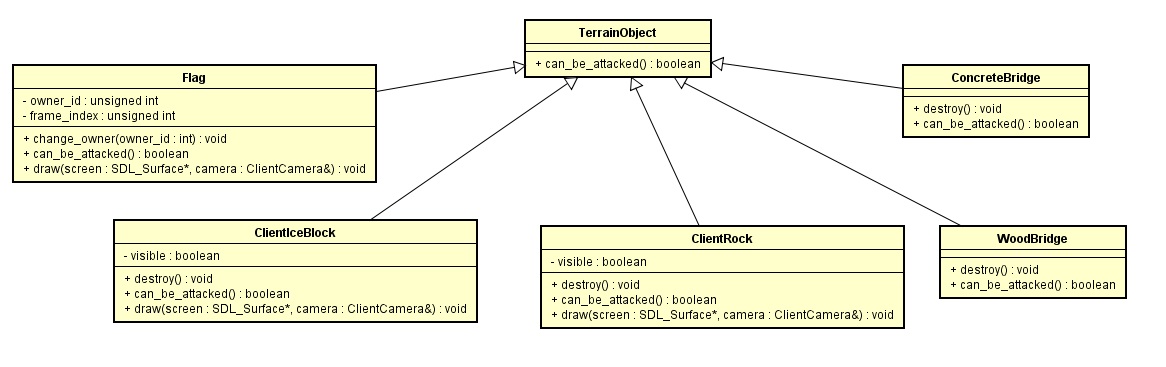 TerrainObject
+ can_be_attacked() : boolean
Flag
- owner_id : unsigned int
- frame_index : unsigned int
+ change_owner(owner_id : int) : void
+ can_be_attacked() : boolean
+ draw(screen : SDL_Surface*, camera : ClientCamera&) : void
ConcreteBridge
+ destroy() : void
+ can_be_attacked() : boolean
ClientIceBlock
- visible : boolean
+ destroy() : void
+ can_be_attacked() : boolean
+ draw(screen : SDL_Surface*, camera : ClientCamera&) : void
ClientRock
- visible : boolean
+ destroy() : void
+ can_be_attacked() : boolean
+ draw(screen : SDL_Surface*, camera : ClientCamera&) : void
WoodBridge
+ destroy() : void
+ can_be_attacked() : boolean